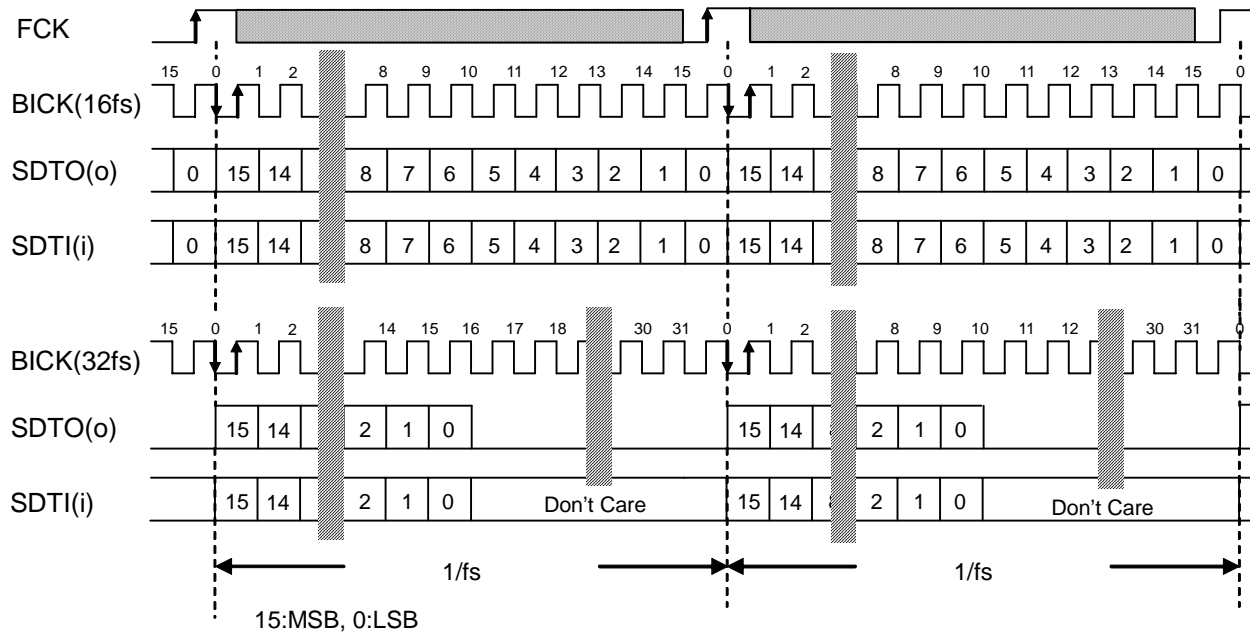 FCK
15 0 1 2 8 9 10 11 12 13 14 15 0 1 2 8 9 10 11 12 13 14 15 0
BICK(16fs)
SDTO(o) 0 15 14 8 7 6 5 4 3 2 1 0 15 14 8 7 6 5 4 3 2 1 0
SDTI(i) 0 15 14 8 7 6 5 4 3 2 1 0 15 14 8 7 6 5 4 3 2 1 0
15 0 1 2 14 15 16 17 18 30 31 0 1 2 8 9 10 11 12 30 31 0
BICK(32fs)
SDTO(o) 15 14 2 1 0 15 14 2 1 0
SDTI(i) 15 14 2 1 0 Don't Care 15 14 2 1 0 Don't Care
1/fs 1/fs
15:MSB, 0:LSB